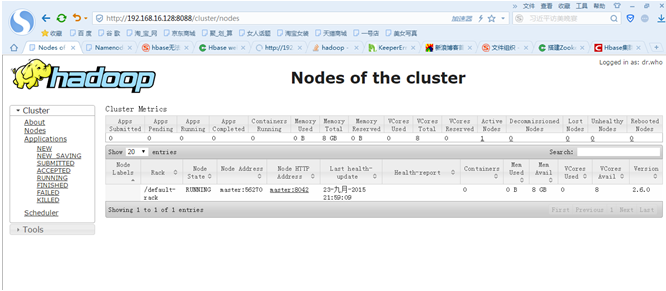 文件 查看 收藏 工具 帮助
http://192.168.16.128:8088/cluster/nodes
加速器
习近平访美晚宴
收藏 百度 谷歌 淘宝网 京东商城 聚划算 女人话题 淘宝女装 天猫商城 一号店 美女写真
Nodes of Namenod Hbase无法 Hbase we http://192 hadoop KeeperErr 新浪博客 文件组织 搭建Zook Hbase集
Logged in as: dr.who
hadoop
Nodes of the cluster
Cluster
About
Nodes
Applications
NEW
NEW_SAVING
SUBMITTED
ACCEPTED
RUNNING
FINISHED
FAILED
KILLED
Scheduler
Tools
Cluster Metrics
Apps Submitted Apps Pending Apps Running Apps Completed Containers Running Memory Used Memory Total Memory Reserved VCores Used VCores Total VCores Reserved Active Nodes Decommissioned Nodes Lost Nodes Unhealthy Nodes Rebooted Nodes
0 0 0 0 0 0 B 8 GB 0 B 0 8 0 1 0 0 0 0
Show 20 entries Search:
Node Labels Rack Node State Node Address Node HTTP Address Last health-update Health-report Containers Mem Used Mem Avail VCores Used VCores Avail Version
/default-rack RUNNING master:56270 master:8042 23-九月-2015 21:59:09 0 0 B 8 GB 0 8 2.6.0
Showing 1 to 1 of 1 entries First Previous 1 Next Last